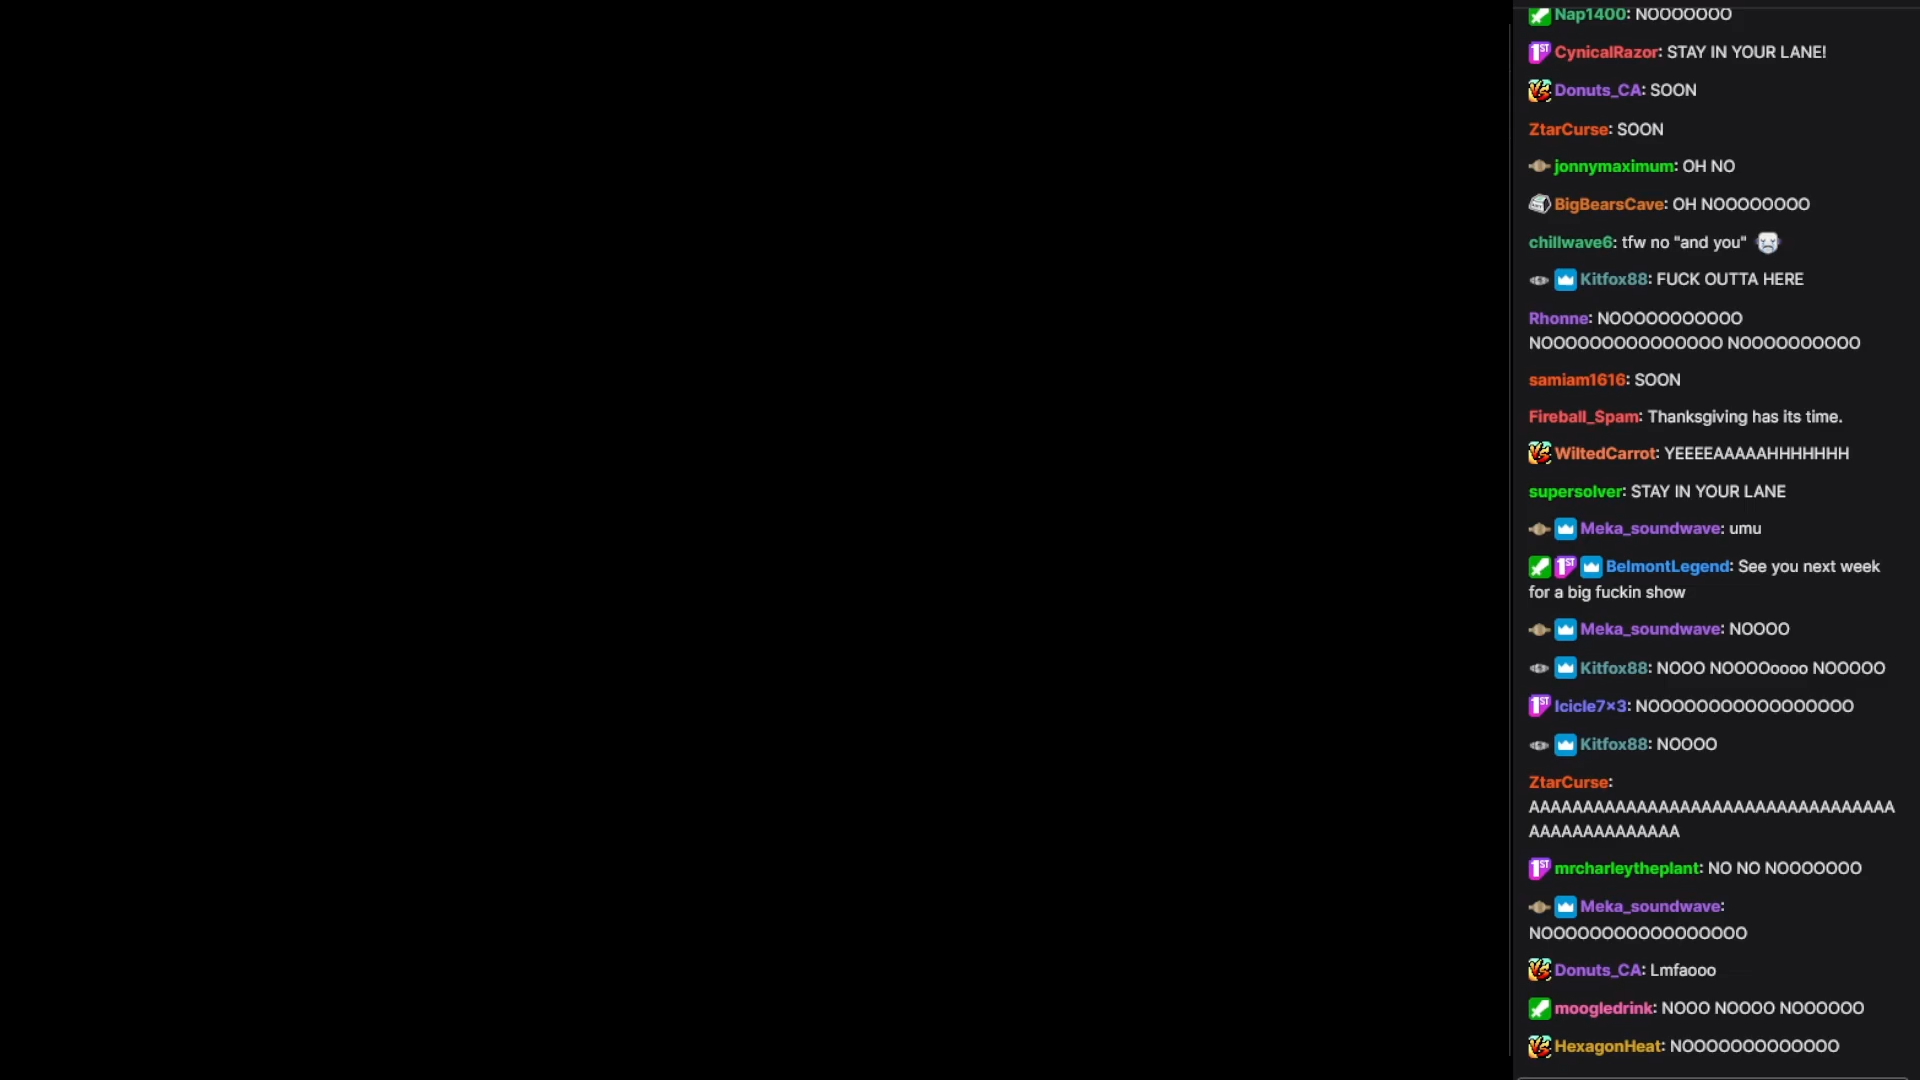 Nap1400: NOOOOOOO
CynicalRazor: STAY IN YOUR LANE!
Donuts_CA: SOON
ZtarCurse: SOON
jonnymaximum: OH NO
BigBearsCave: OH NOOOOOOOO
chillwave6: tfw no "and you"
Kitfox88: FUCK OUTTA HERE
Rhonne: NOOOOOOOOOOO
NOOOOOOOOOOOOOOO NOOOOOOOOOO
samiam1616: SOON
Fireball_Spam: Thanksgiving has its time.
WiltedCarrot: YEEEEAAAAAHHHHHHH
supersolver: STAY IN YOUR LANE
Meka_soundwave: umu
BelmontLegend: See you next week
for a big fuckin show
Meka_soundwave: NOOOO
Kitfox88: NOOO NOOOOoooo NOOOOO
Icicle7x3: NOOOOOOOOOOOOOOOOO
Kitfox88: NOOOO
ZtarCurse:
AAAAAAAAAAAAAAAAAAAAAAAAAAAAAAAAAA
AAAAAAAAAAAAAA
mrcharleytheplant: NO NO NOOOOOOO
Meka_soundwave:
NOOOOOOOOOOOOOOOOO
Donuts_CA: Lmfaooo
moogledrink: NOOO NOOOO NOOOOOO
HexagonHeat: NOOOOOOOOOOOOO